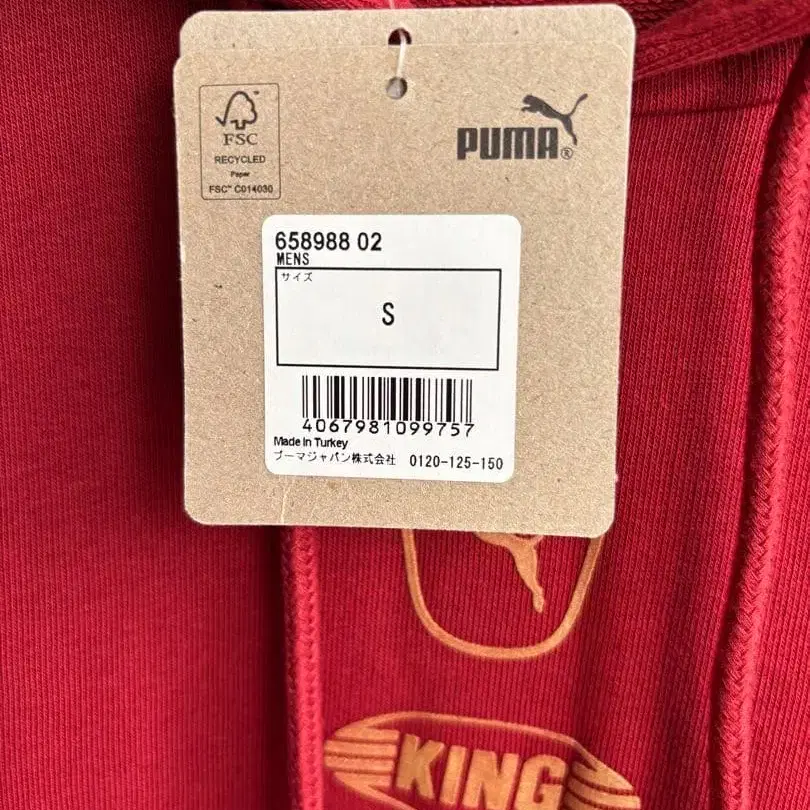 FSC
RECYCLED
Paper
FSC™ C014030
PUMA®
658988 02
MENS
サイズ
S
4067981099757
Made in Turkey
プーマジャパン株式会社 0120-125-150
KING